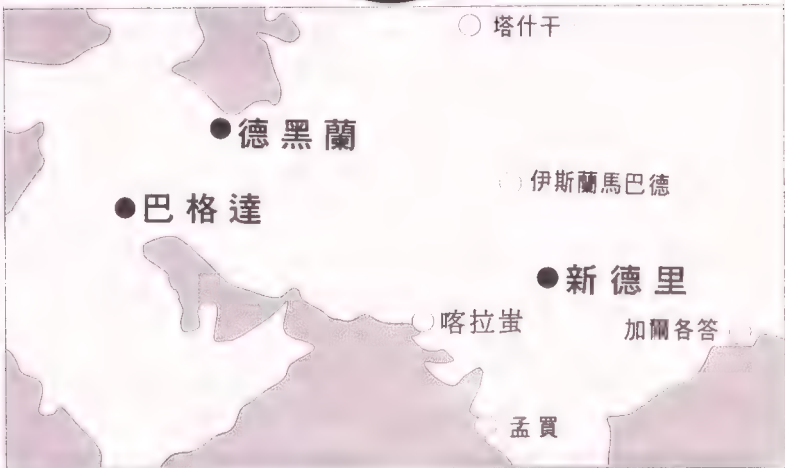 塔什干
德黑蘭
伊斯蘭馬巴德
巴格達
新德里
喀拉蚩
加爾各答
孟買